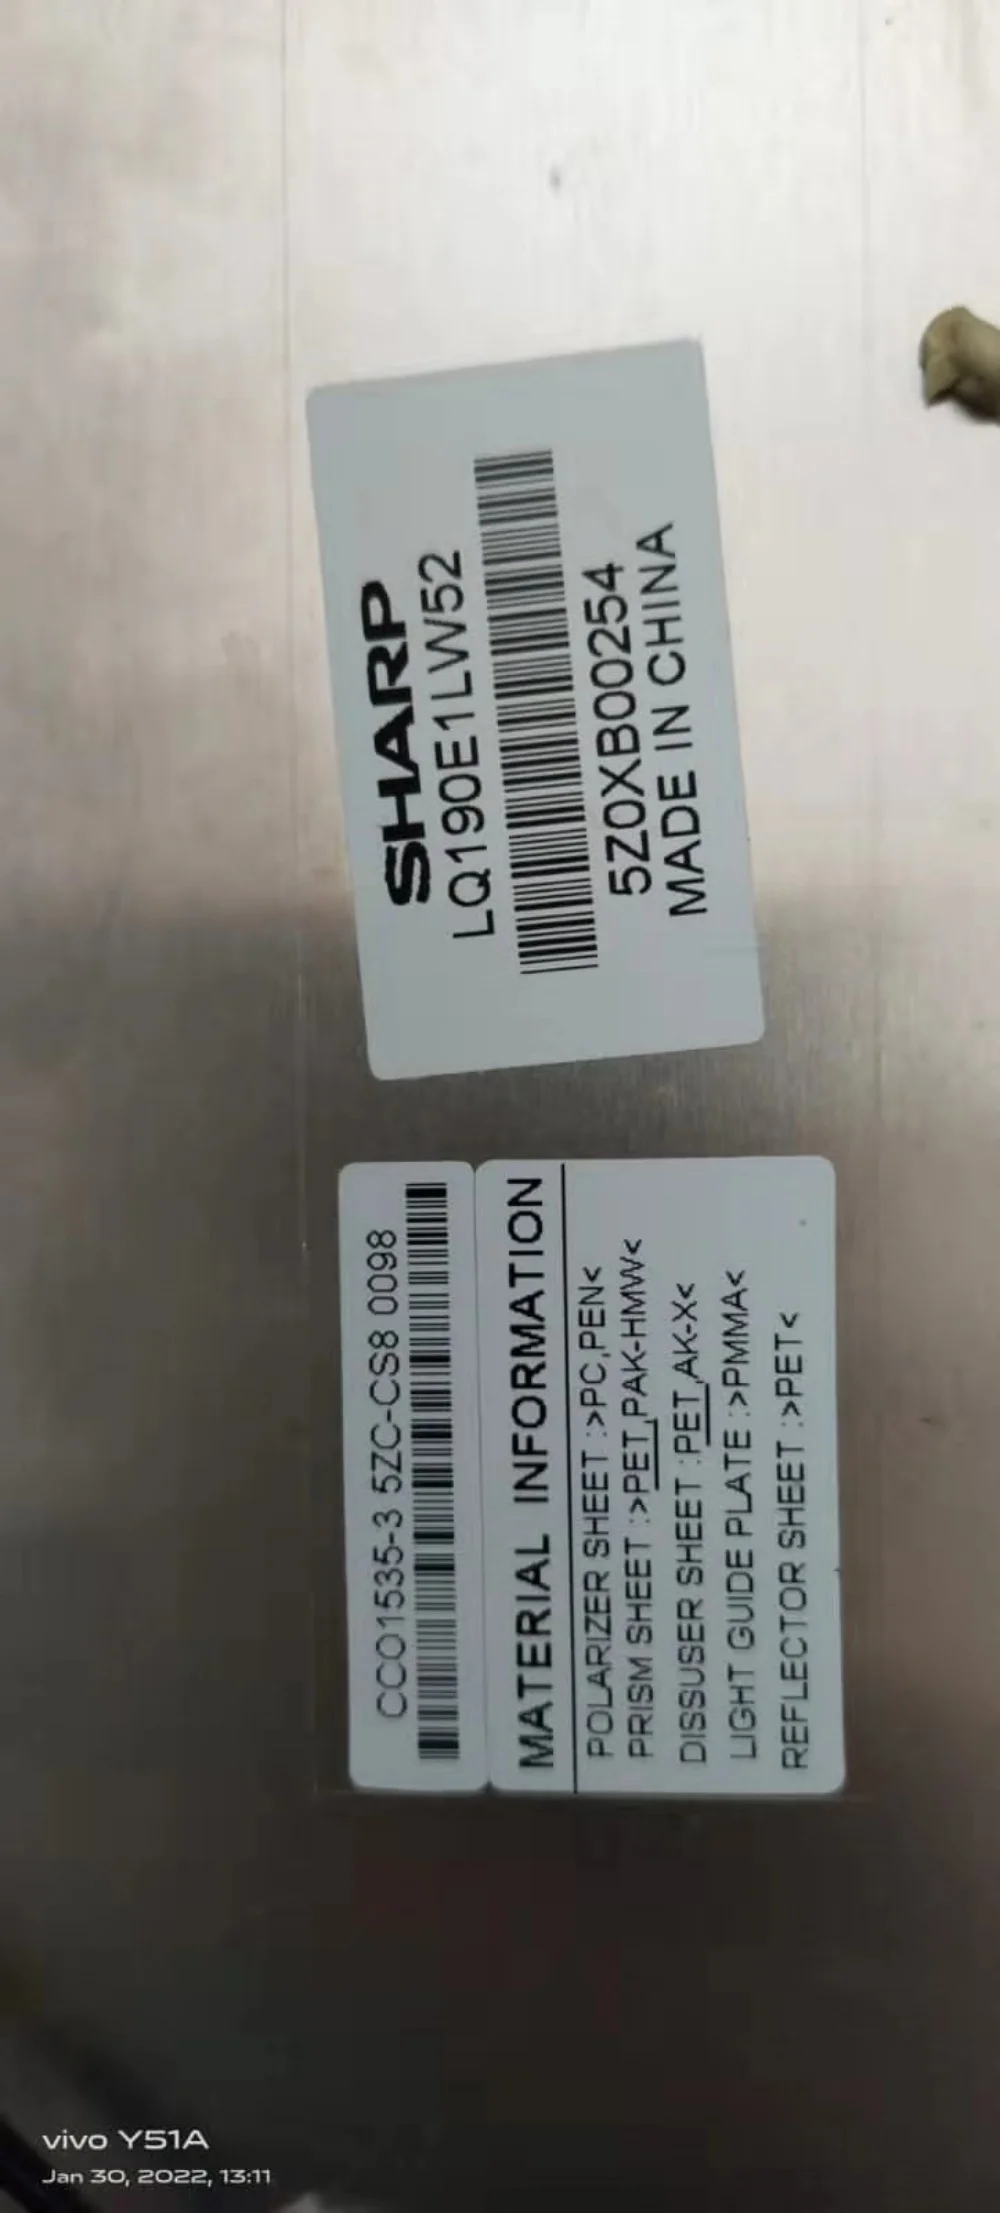 SHARP
LQ190E1LW52
5Z0XB00254
MADE IN CHINA
CCO1535-3 5ZC-CS8 0098
MATERIAL INFORMATION
POLARIZER SHEET :>PC,PEN<
PRISM SHEET :>PET,PAK-HMW<
DISSUSER SHEET :PET,AK-X<
LIGHT GUIDE PLATE :>PMMA<
REFLECTOR SHEET :>PET<
vivo Y51A
Jan 30, 2022, 13:11